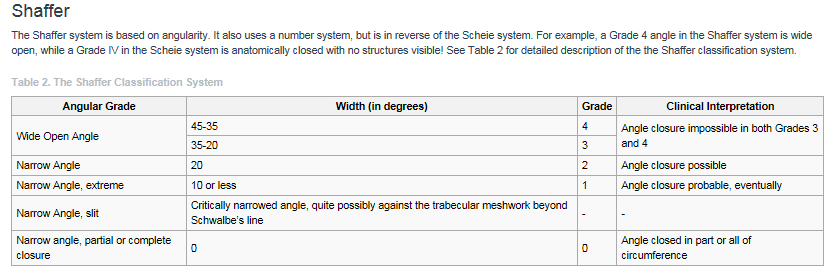 Shaffer
The Shaffer system is based on angularity. It also uses a number system, but is in reverse of the Scheie system. For example, a Grade 4 angle in the Shaffer system is wide
open, while a Grade IV in the Scheie system is anatomically closed with no structures visible! See Table 2 for detailed description of the the Shaffer classification system.
Table 2. The Shaffer Classification System
Angular Grade Width (in degrees) Grade Clinical Interpretation
Wide Open Angle 45-35 4 Angle closure impossible in both Grades 3
35-20 3 and 4
Narrow Angle 20 2 Angle closure possible
Narrow Angle, extreme 10 or less 1 Angle closure probable, eventually
Narrow Angle, slit Critically narrowed angle, quite possibly against the trabecular meshwork beyond - -
Schwalbe's line
Narrow angle, partial or complete 0 0 Angle closed in part or all of
closure circumference